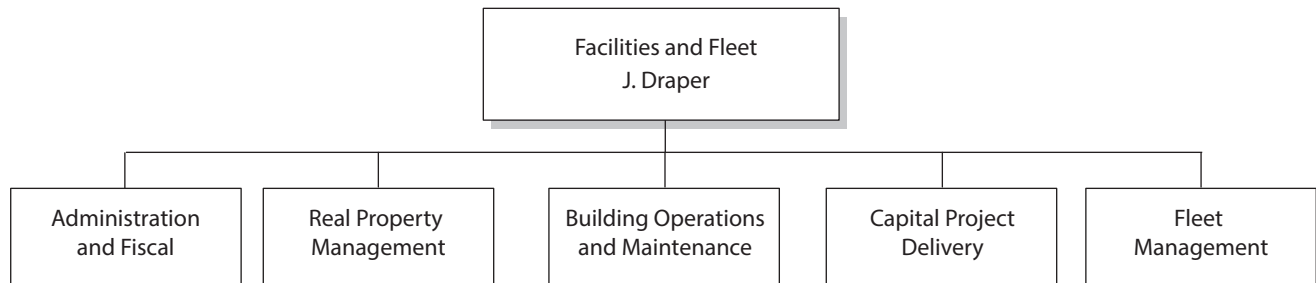 Facilities and Fleet
J. Draper
Administration
and Fiscal
Real Property
Management
Building Operations
and Maintenance
Capital Project
Delivery
Fleet
Management